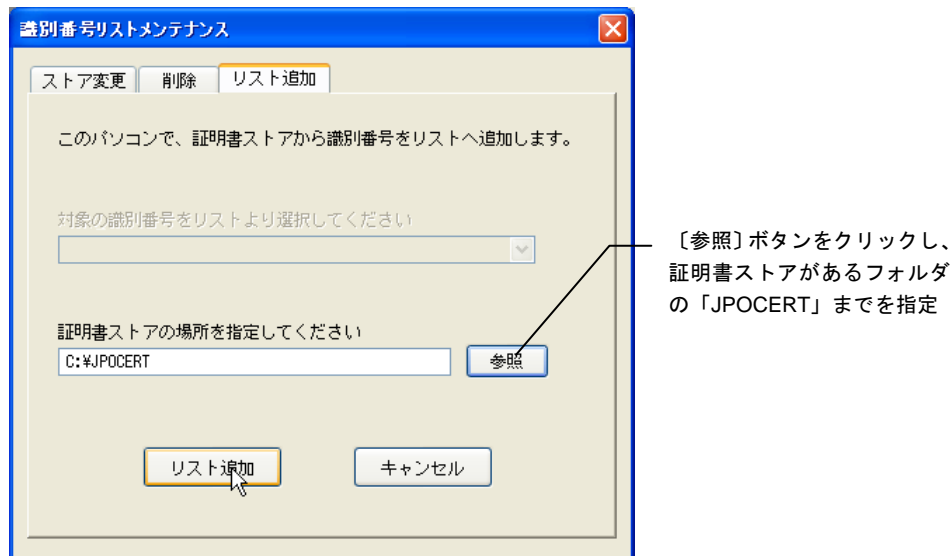 識別番号リストメンテナンス
ストア変更 削除 リスト追加
このパソコンで、証明書ストアから識別番号をリストへ追加します。
対象の識別番号をリストより選択してください
証明書ストアの場所を指定してください
C:¥JPOCERT 参照
リスト追加 キャンセル
〔参照〕ボタンをクリックし、
証明書ストアがあるフォルダ
の「JPOCERT」までを指定